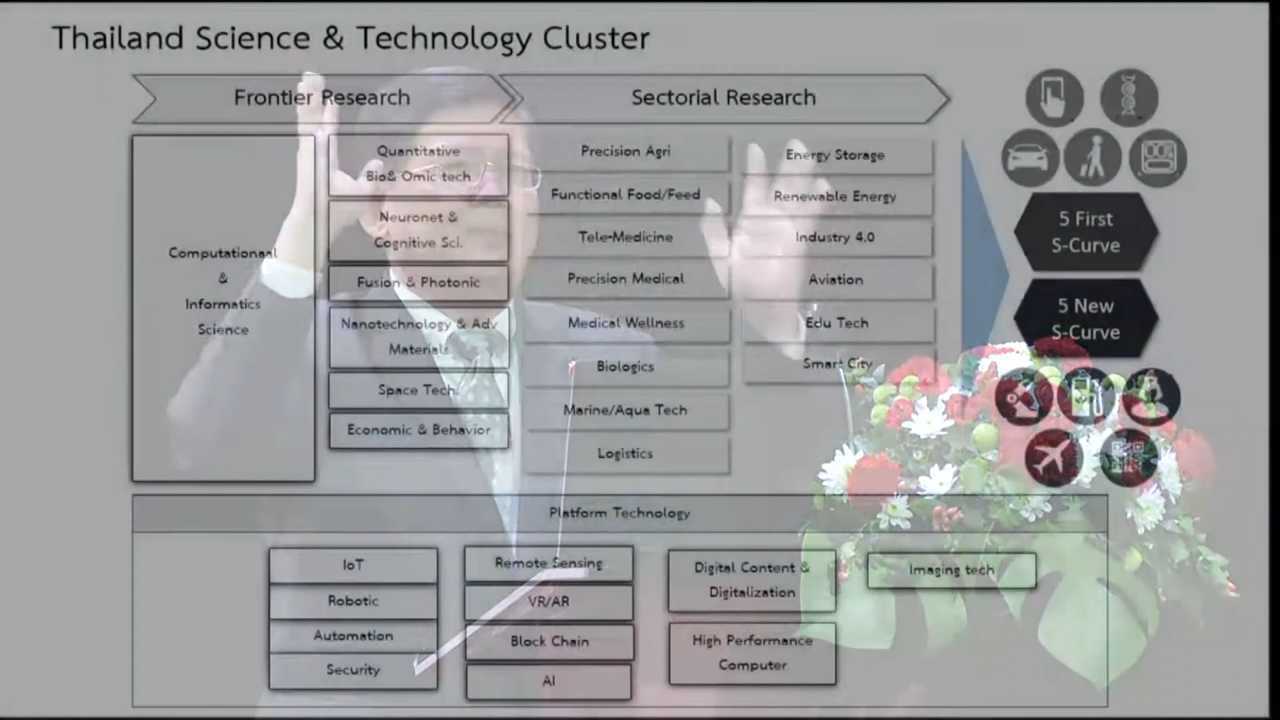 Thailand Science & Technology Cluster
Frontier Research
Sectorial Research
Computationaal
&
Informatics
Science
Quantitative
Bio& Omic tech
Neuronet &
Cognitive Sci.
Fusion & Photonic
Nanotechnology & Adv
Materials
Space Tech.
Economic & Behavior
Precision Agri
Functional Food/Feed
Tele-Medicine
Precision Medical
Medical Wellness
Biologics
Marine/Aqua Tech
Logistics
Energy Storage
Renewable Energy
Industry 4.0
Aviation
Edu Tech
Smart City
5 First
S-Curve
5 New
S-Curve
Platform Technology
IoT
Robotic
Automation
Security
Remote Sensing
VR/AR
Block Chain
AI
Digital Content &
Digitalization
High Performance
Computer
Imaging tech